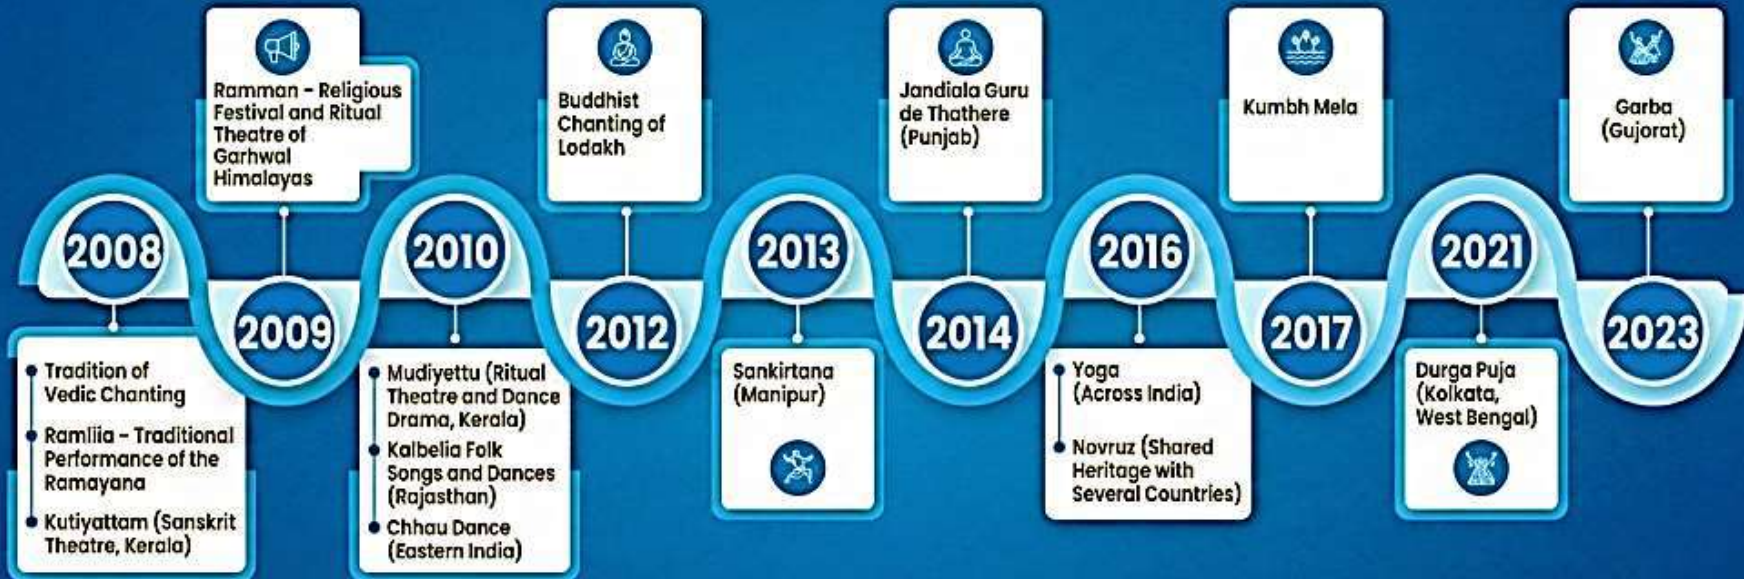 2008
Tradition of
Vedic Chanting
Ramliia – Traditional
Performance of the
Ramayana
Kutiyattam (Sanskrit
Theatre, Kerala)
Ramman – Religious
Festival and Ritual
Theatre of
Garhwal
Himalayas
2009
2010
Mudiyettu (Ritual
Theatre and Dance
Drama, Kerala)
Kalbelia Folk
Songs and Dances
(Rajasthan)
Chhau Dance
(Eastern India)
Buddhist
Chanting of
Lodakh
2012
2013
Sankirtana
(Manipur)
Jandiala Guru
de Thathere
(Punjab)
2014
2016
Yoga
(Across India)
Novruz (Shared
Heritage with
Several Countries)
Kumbh Mela
2017
2021
Durga Puja
(Kolkata,
West Bengal)
Garba
(Gujorat)
2023